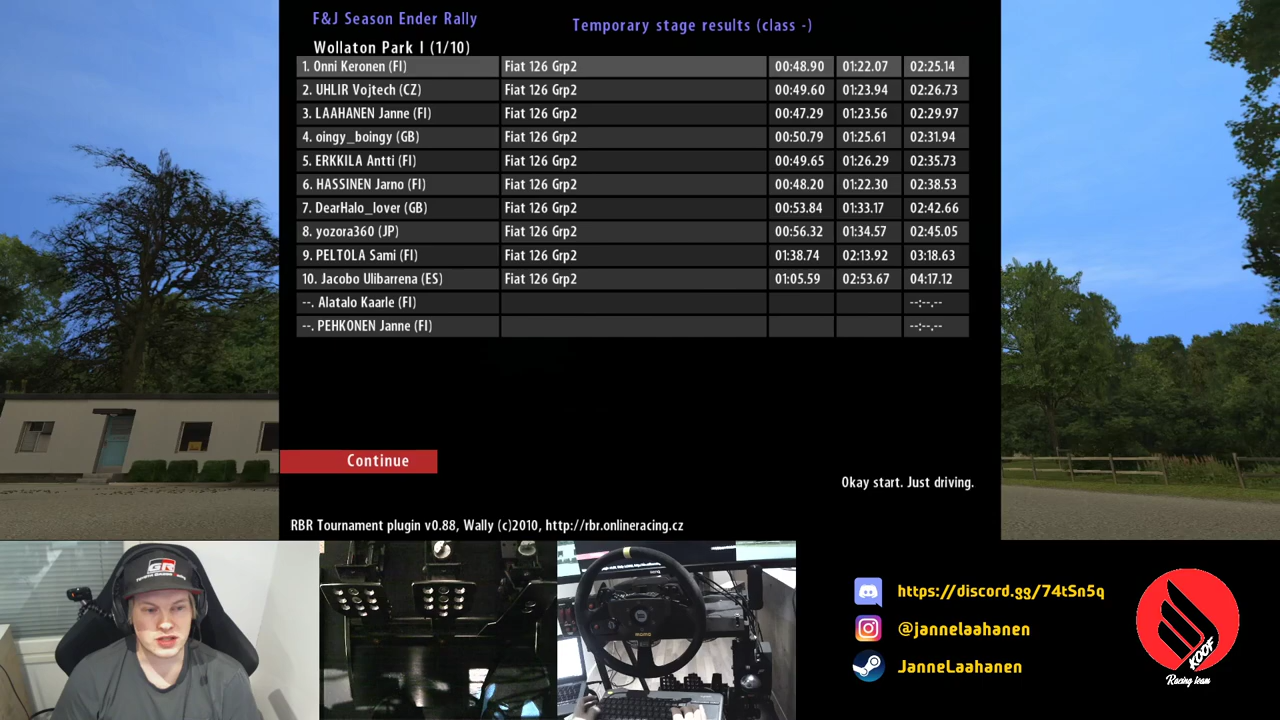 F&J Season Ender Rally
Temporary stage results (class -)
Wollaton Park I (1/10)
1. Onni Keronen (FI) Fiat 126 Grp2 00:48.90 01:22.07 02:25.14
2. UHLIR Vojtech (CZ) Fiat 126 Grp2 00:49.60 01:23.94 02:26.73
3. LAAHANEN Janne (FI) Fiat 126 Grp2 00:47.29 01:23.56 02:29.97
4. oingy_boingy (GB) Fiat 126 Grp2 00:50.79 01:25.61 02:31.94
5. ERKKILA Antti (FI) Fiat 126 Grp2 00:49.65 01:26.29 02:35.73
6. HASSINEN Jarno (FI) Fiat 126 Grp2 00:48.20 01:22.30 02:38.53
7. DearHalo_lover (GB) Fiat 126 Grp2 00:53.84 01:33.17 02:42.66
8. yozora360 (JP) Fiat 126 Grp2 00:56.32 01:34.57 02:45.05
9. PELTOLA Sami (FI) Fiat 126 Grp2 01:38.74 02:13.92 03:18.63
10. Jacobo Ulibarrena (ES) Fiat 126 Grp2 01:05.59 02:53.67 04:17.12
--. Alatalo Kaarle (FI) --:--.--
--. PEHKONEN Janne (FI) --:--.--
Continue
Okay start. Just driving.
RBR Tournament plugin v0.88, Wally (c)2010, http://rbr.onlineracing.cz
GR
MOMO
https://discord.gg/74tSn5q
@jannelaahanen
JanneLaahanen
KOOF
Racing team